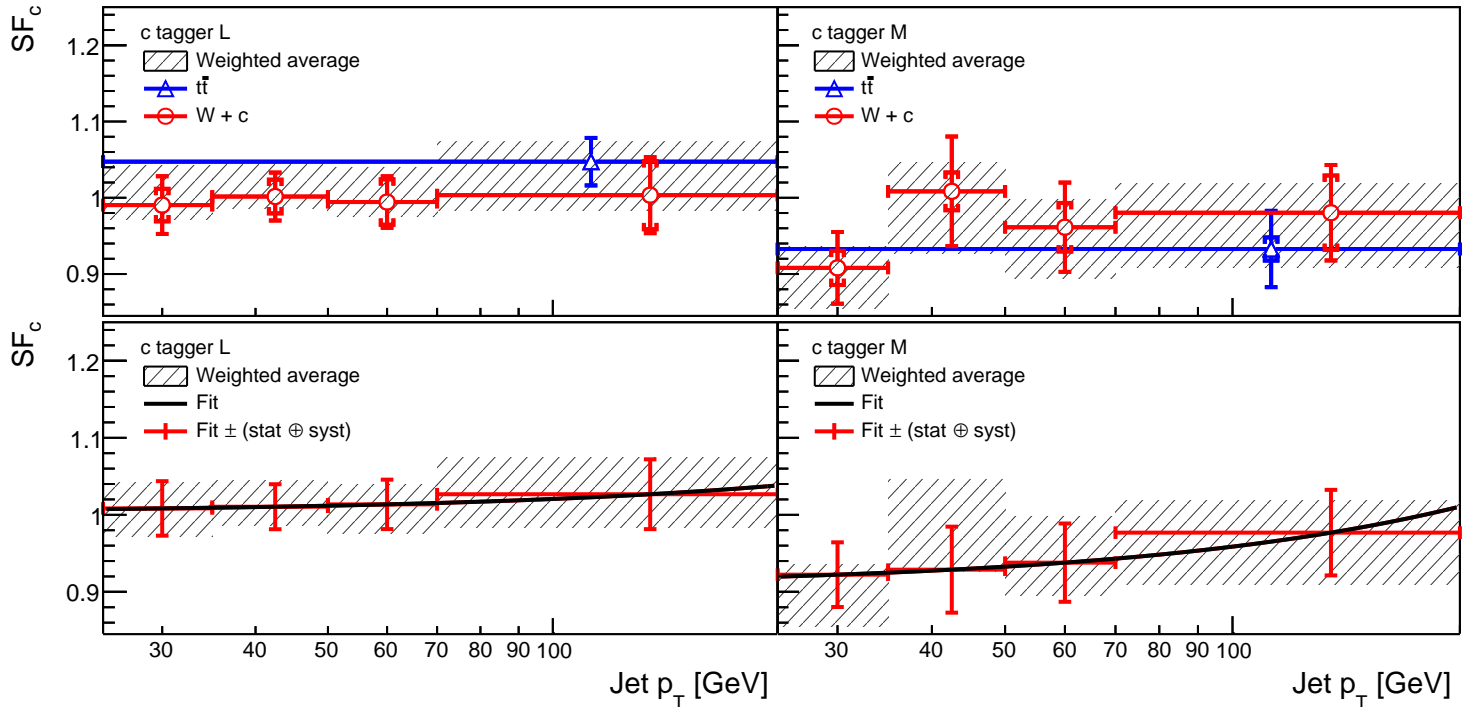 SF_c
1.2
1.1
1
0.9
c tagger L
Weighted average
tt̄
W + c
c tagger M
Weighted average
tt̄
W + c
SF_c
1.2
1.1
1
0.9
c tagger L
Weighted average
Fit
Fit ± (stat ⊕ syst)
c tagger M
Weighted average
Fit
Fit ± (stat ⊕ syst)
30 40 50 60 70 80 90 100
30 40 50 60 70 80 90 100
Jet p_T [GeV]
Jet p_T [GeV]